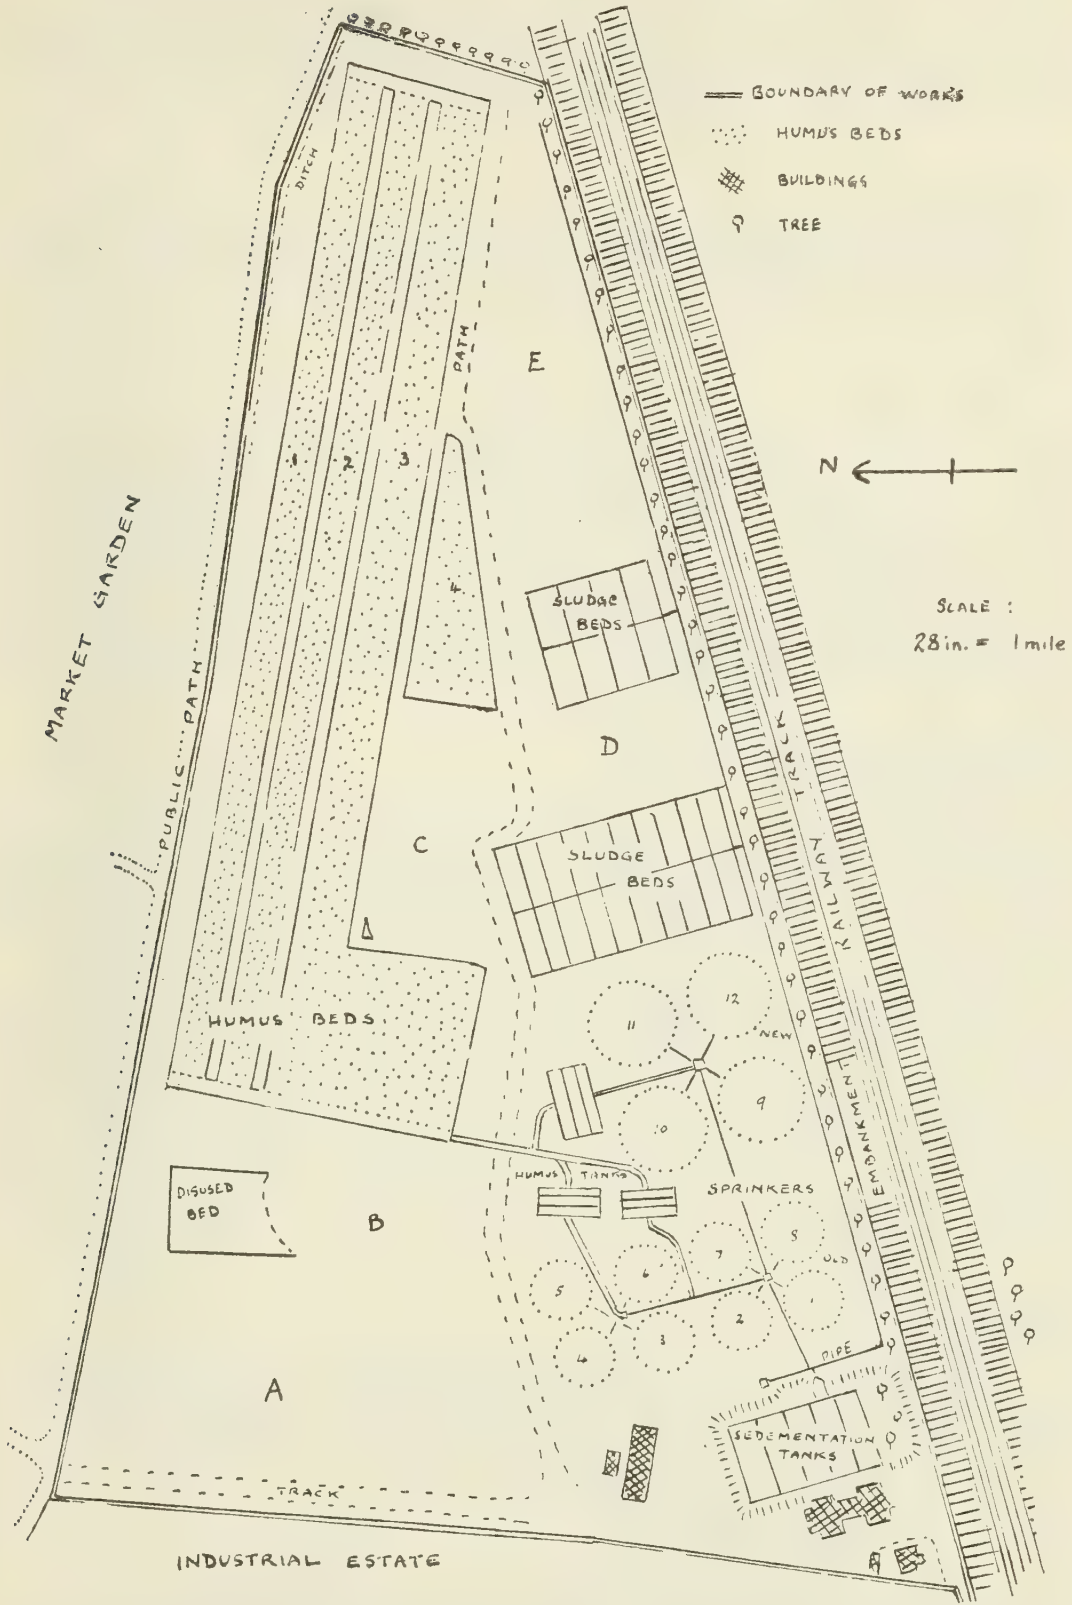 BOUNDARY OF WORKS
HUMUS BEDS
BUILDINGS
TREE
DITCH
PATH
E
1
2
3
N
MARKET GARDEN
4
SLUDGE
BEDS
SCALE :
28 in. = 1 mile
PUBLIC PATH
D
RAILWAY TRACK
C
SLUDGE
BEDS
HUMUS BEDS
11
12
NEW
9
10
EMBANKMENT
HUMUS TANKS
SPRINKERS
DISUSED
BED
B
8
7
OLD
6
5
1
2
3
4
PIPE
A
SEDEMENTATION
TANKS
TRACK
INDUSTRIAL ESTATE